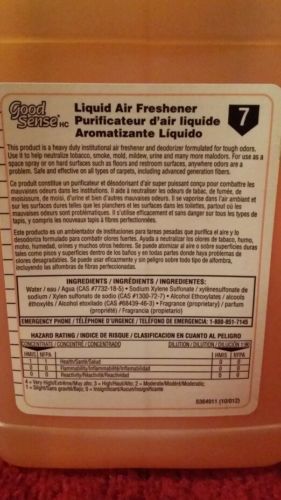 Good Sense HC
Liquid Air Freshener
Purificateur d'air liquide
Aromatizante Líquido
7
This product is a heavy duty institutional air freshener and deodorizer formulated for tough odors.
Use it to help neutralize tobacco, smoke, mold, mildew, urine and many more malodors. For use as a
space spray or on hard surfaces such as floors and restroom surfaces, anywhere odors are a
problem. Safe and effective on all types of carpets, including advanced generation fibers.
Ce produit constitue un purifiant et désodorisant d'air super puissant conçu pour combattre les
mauvaises odeurs dans les institutions. Il aide à neutraliser les odeurs de tabac, de fumée, de
moisissure, de moisi, d'urine et bien d'autres mauvaises odeurs. Il se vaporise dans l'air ambiant et
sur les surfaces dures telles que les planchers et les surfaces dans les toilettes, partout où les
mauvaises odeurs sont problématiques. Il s'utilise efficacement et sans danger sur tous les types de
tapis, y compris les nouveaux tapis à fibres perfectionnées.
Este producto es un ambientador de instituciones para tareas pesadas que purifica el aire y lo
desodoriza formulado para combatir olores fuertes. Ayuda a neutralizar los olores de tabaco, humo,
moho, humedad, orines y muchos otros hedores. Se puede atomizar al aire o sobre superficies duras
tales como pisos y superficies dentro de los baños y en todas partes donde haya problemas de
olores desagradables. Se puede usar eficazmente y sin peligro sobre todo tipo de alfombra,
incluyendo las alfombras de fibras perfeccionadas.
INGREDIENTS / INGRÉDIENTS / INGREDIENTES:
Water / eau / Agua (CAS #7732-18-5) • Sodium Xylene Sulfonate / xylènesulfonate de
sodium / Xylen sulfonato de sodio (CAS #1300-72-7) • Alcohol Ethoxylates / alcools
éthoxylés / Alcohol etoxilado (CAS #68439-46-3) • Fragrance (proprietary) / parfum
(propriété) / Fragrancia (propietario)
EMERGENCY PHONE / TÉLÉPHONE D'URGENCE / TELÉFONO DE EMERGENCIA: 1-800-851-7145
HAZARD RATING / INDICE DE RISQUE / CLASIFICACIÓN EN CUANTO AL PELIGRO
CONCENTRATE / CONCENTRÉ / CONCENTRADO DILUTION / DILUTION / DILUCIÓN 1:90
HMIS NFPA HMIS NFPA
0 0 Health/Santé/Salud 0 0
0 0 Flammability/Inflammabilité/Inflamabilidad 0 0
0 0 Reactivity/Réactivité/Reactividad 0 0
4 = Very High/Extrême/Muy alto; 3 = High/Haut/Alto; 2 = Moderate/Modéré/Moderado;
1 = Slight/Sans gravité/Bajo; 0 = Insignificant/Aucun/Insignificante
5364911 (10/012)